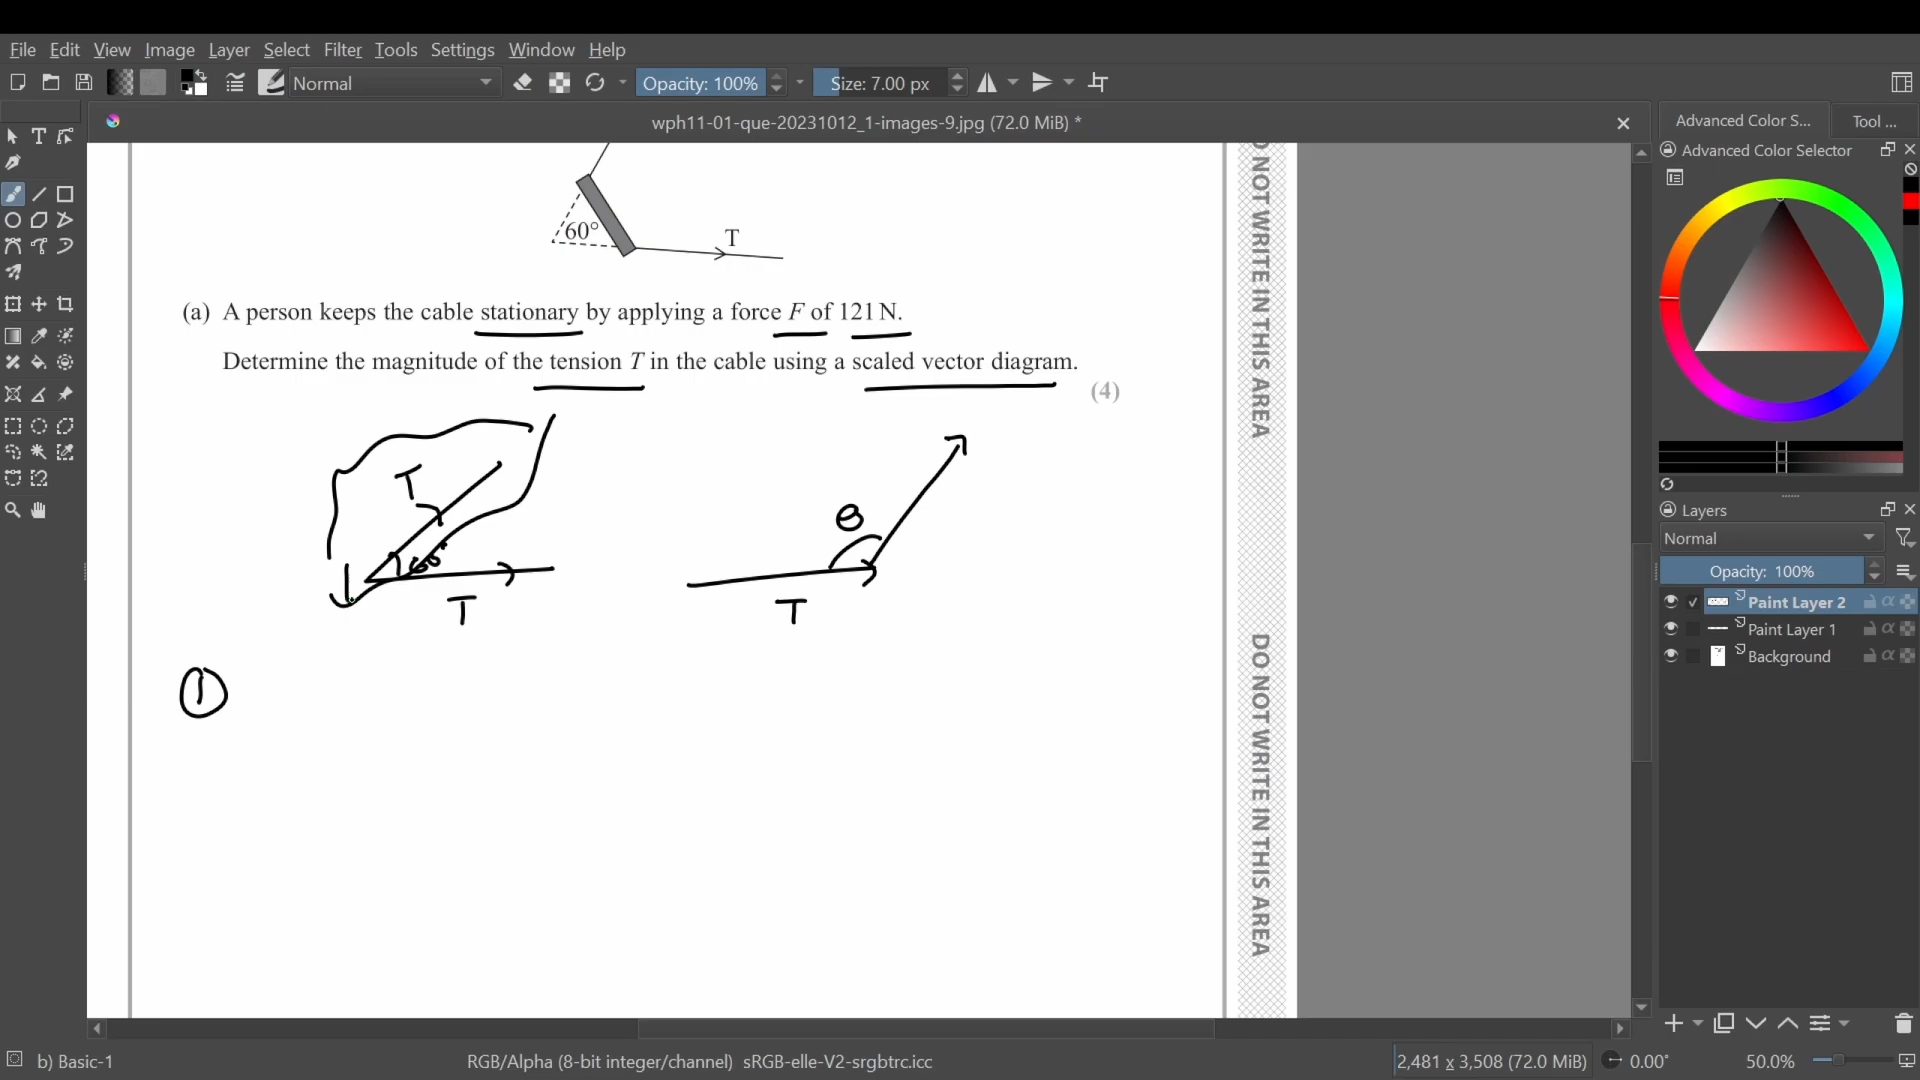 File Edit View Image Layer Select Filter Tools Settings Window Help
Normal Opacity: 100% Size: 7.00 px
wph11-01-que-20231012_1-images-9.jpg (72.0 MiB) *
Advanced Color S... Tool ...
Advanced Color Selector
60°
T
(a) A person keeps the cable stationary by applying a force F of 121 N.
Determine the magnitude of the tension T in the cable using a scaled vector diagram.
(4)
T
T
θ
T
1
DO NOT WRITE IN THIS AREA
DO NOT WRITE IN THIS AREA
Layers
Normal
Opacity: 100%
Paint Layer 2
Paint Layer 1
Background
b) Basic-1
RGB/Alpha (8-bit integer/channel) sRGB-elle-V2-srgbtrc.icc
2,481 x 3,508 (72.0 MiB)
0.00°
50.0%